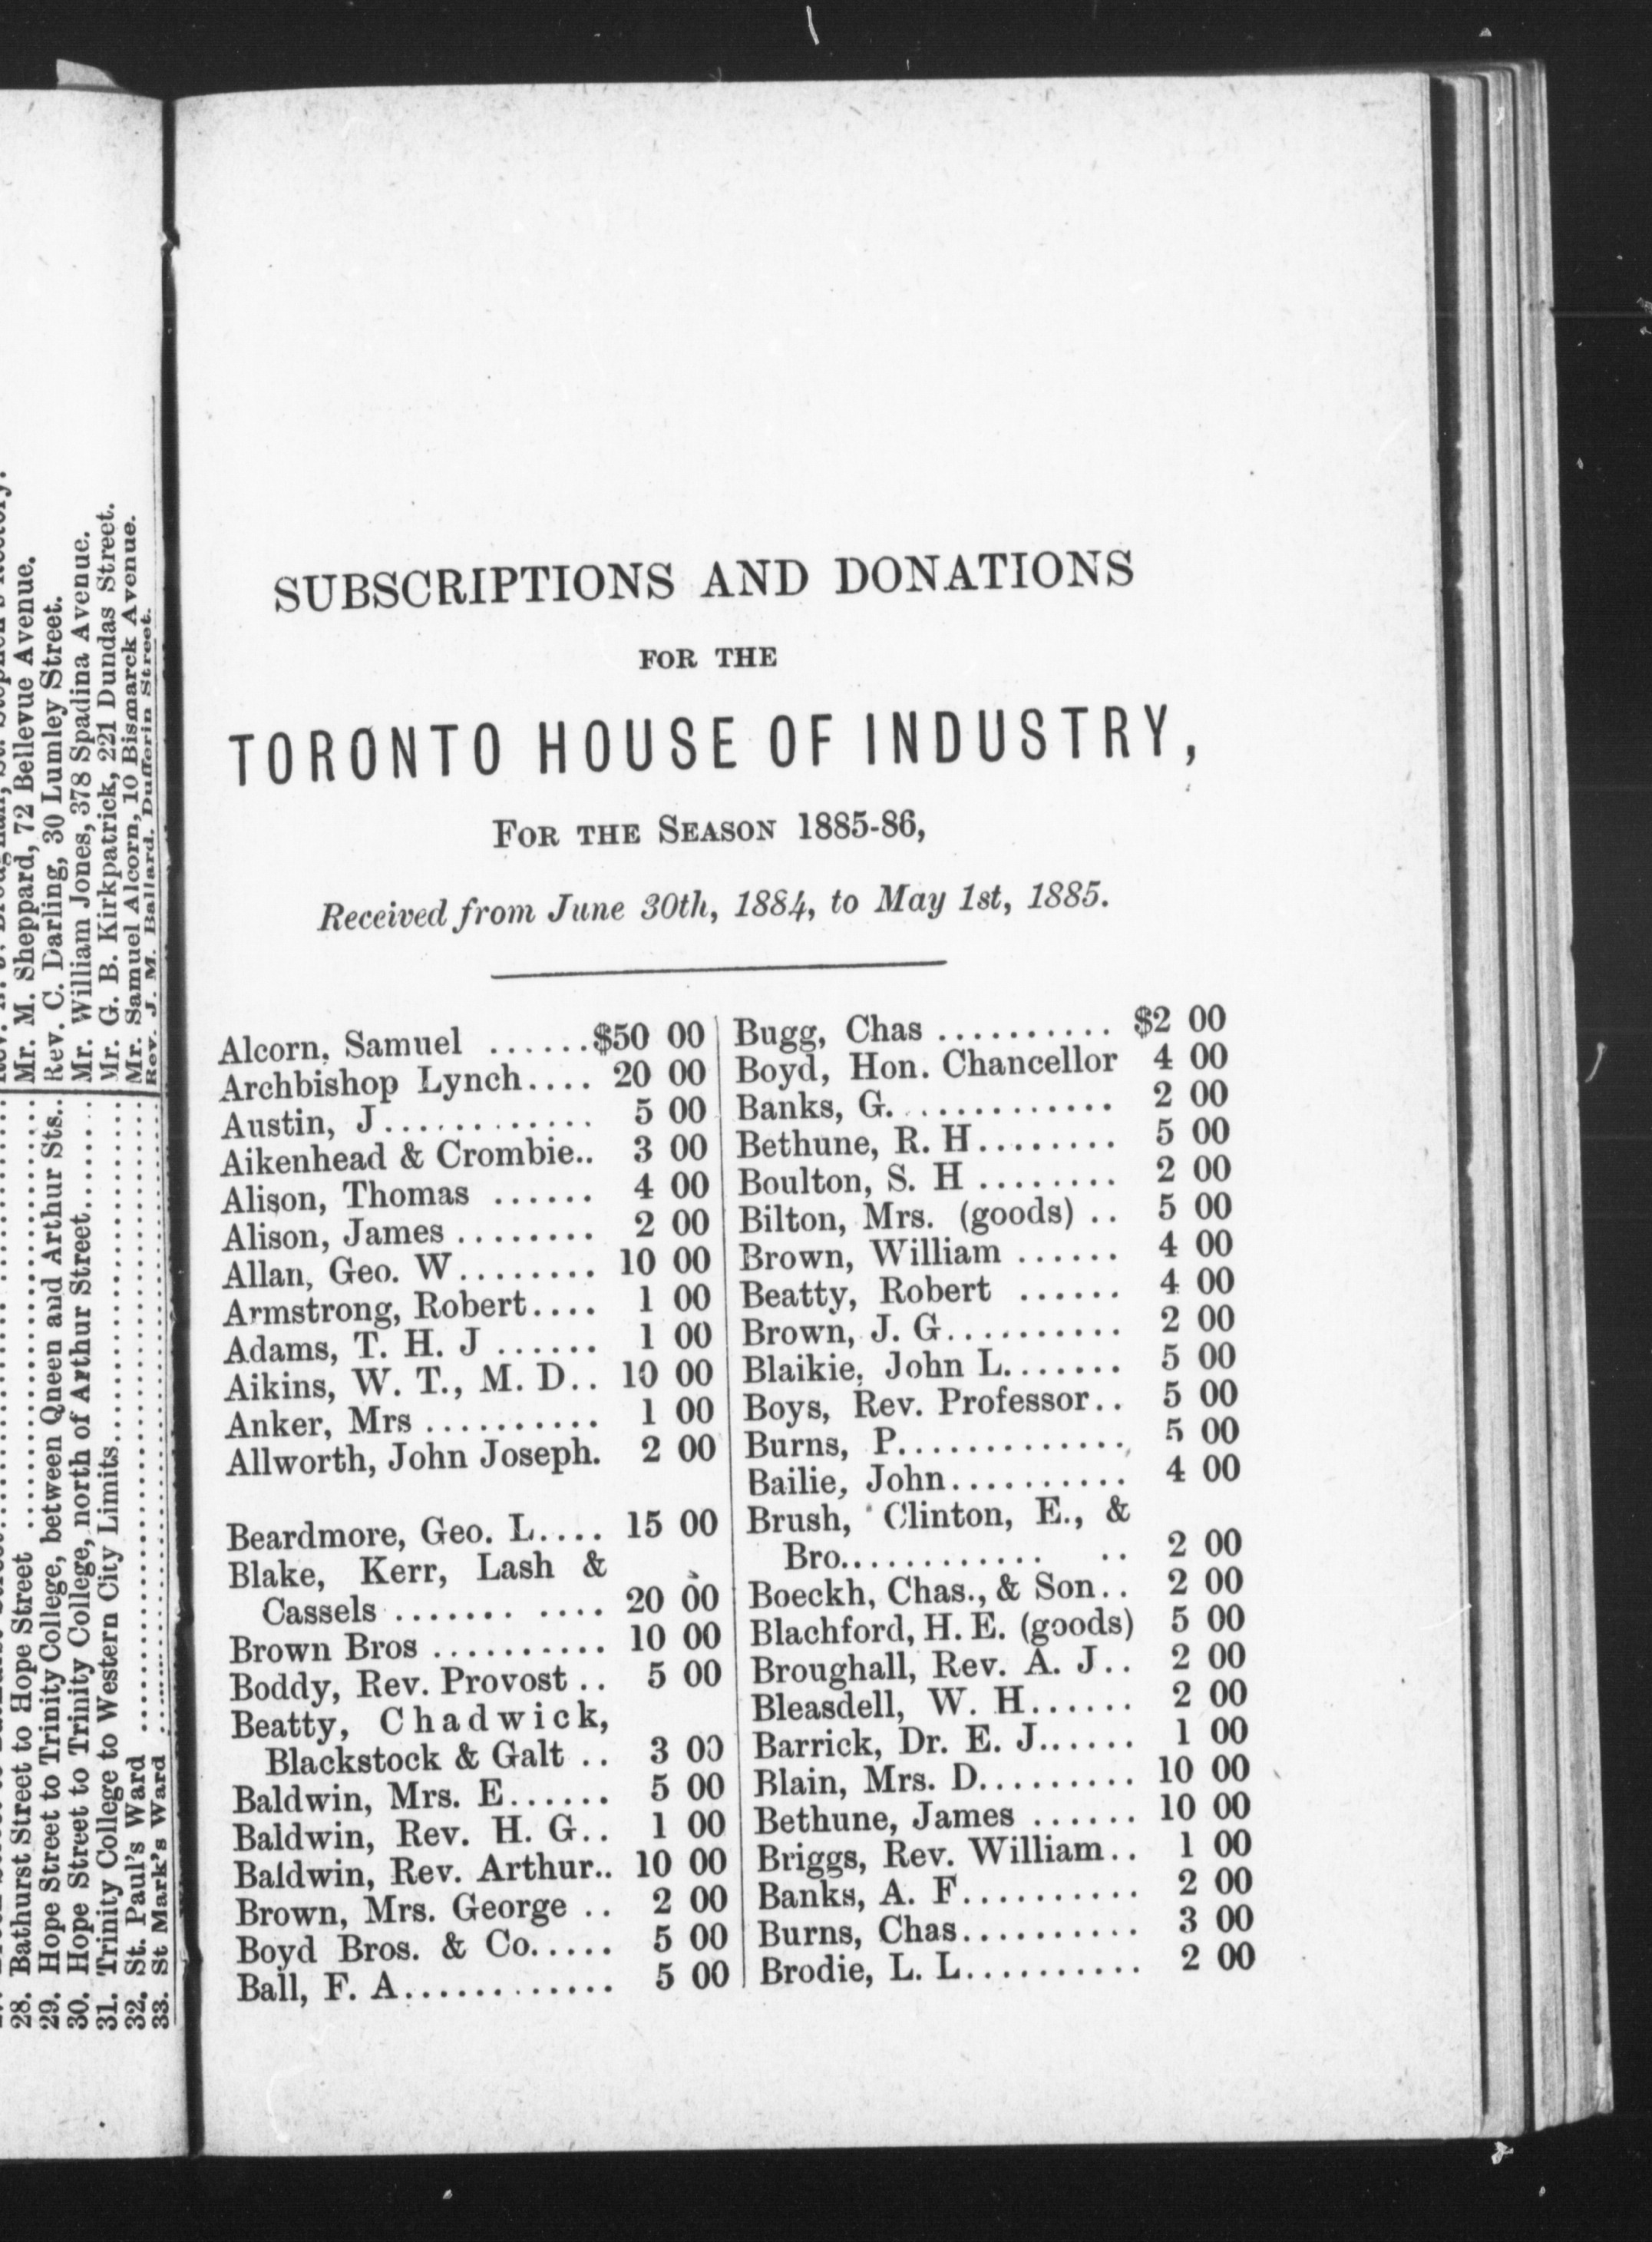 Mr. M. Sheppard, 72 Bellevue Avenue.
Rev. C. Darling, 30 Lumley Street.
Mr. William Jones, 378 Spadina Avenue.
Mr. G. B. Kirkpatrick, 221 Dundas Street.
Mr. Samuel Alcorn, 10 Bismarck Avenue.
Rev. J. M. Ballard, Dufferin Street.
28. Bathurst Street to Hope Street
29. Hope Street to Trinity College, between Queen and Arthur Sts..
30. Hope Street to Trinity College, north of Arthur Street......
31. Trinity College to Western City Limits......
32. St. Paul's Ward ......
33. St Mark's Ward ......
SUBSCRIPTIONS AND DONATIONS
FOR THE
TORONTO HOUSE OF INDUSTRY,
FOR THE SEASON 1885-86,
Received from June 30th, 1884, to May 1st, 1885.
Alcorn, Samuel ......$50 00
Archbishop Lynch.... 20 00
Austin, J............ 5 00
Aikenhead & Crombie.. 3 00
Alison, Thomas ...... 4 00
Alison, James ........ 2 00
Allan, Geo. W........ 10 00
Armstrong, Robert.... 1 00
Adams, T. H. J ...... 1 00
Aikins, W. T., M. D.. 10 00
Anker, Mrs .......... 1 00
Allworth, John Joseph. 2 00
Beardmore, Geo. L.... 15 00
Blake, Kerr, Lash &
Cassels ....... .... 20 00
Brown Bros .......... 10 00
Boddy, Rev. Provost .. 5 00
Beatty, Chadwick,
Blackstock & Galt .. 3 00
Baldwin, Mrs. E...... 5 00
Baldwin, Rev. H. G.. 1 00
Baldwin, Rev. Arthur.. 10 00
Brown, Mrs. George .. 2 00
Boyd Bros. & Co..... 5 00
Ball, F. A............ 5 00
Bugg, Chas .......... $2 00
Boyd, Hon. Chancellor 4 00
Banks, G............. 2 00
Bethune, R. H........ 5 00
Boulton, S. H ........ 2 00
Bilton, Mrs. (goods) .. 5 00
Brown, William ...... 4 00
Beatty, Robert ...... 4 00
Brown, J. G.......... 2 00
Blaikie, John L....... 5 00
Boys, Rev. Professor.. 5 00
Burns, P............. 5 00
Bailie, John.......... 4 00
Brush, Clinton, E., &
Bro............ .. 2 00
Boeckh, Chas., & Son.. 2 00
Blachford, H. E. (goods) 5 00
Broughall, Rev. A. J.. 2 00
Bleasdell, W. H...... 2 00
Barrick, Dr. E. J...... 1 00
Blain, Mrs. D......... 10 00
Bethune, James ...... 10 00
Briggs, Rev. William.. 1 00
Banks, A. F.......... 2 00
Burns, Chas.......... 3 00
Brodie, L. L.......... 2 00